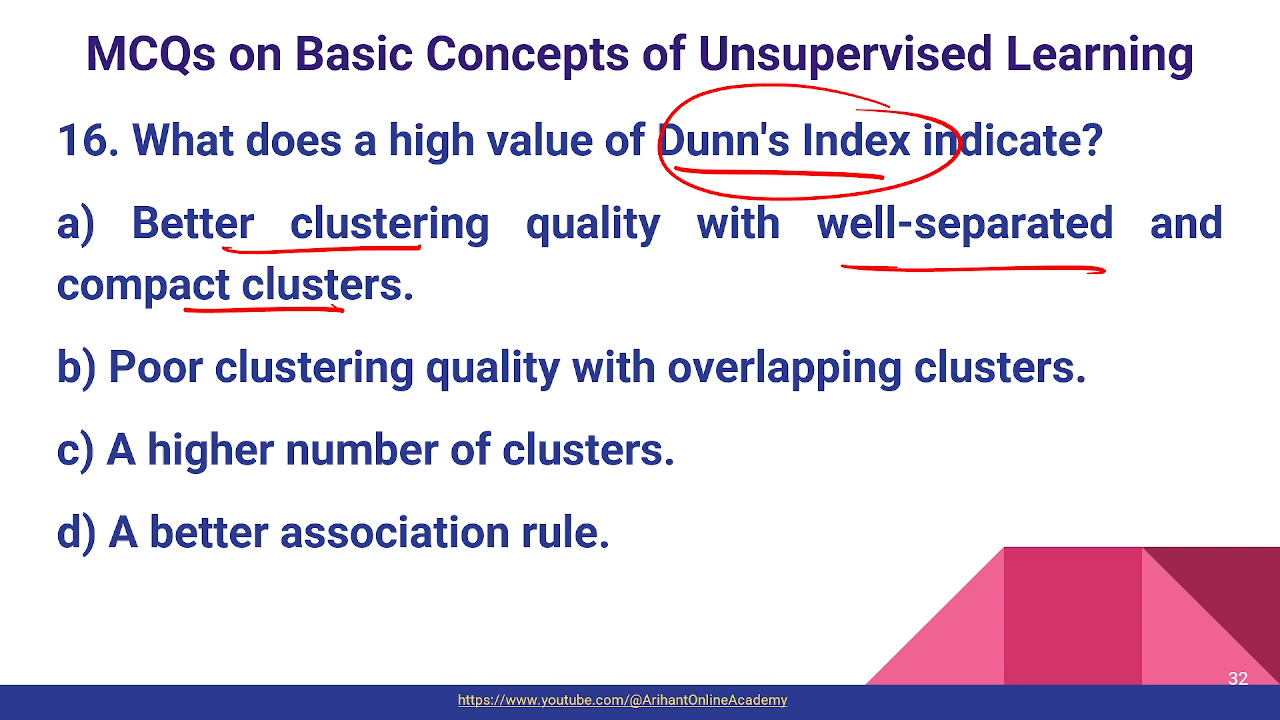 MCQs on Basic Concepts of Unsupervised Learning
16. What does a high value of Dunn's Index indicate?
a) Better clustering quality with well-separated and
compact clusters.
b) Poor clustering quality with overlapping clusters.
c) A higher number of clusters.
d) A better association rule.
32
https://www.youtube.com/@ArihantOnlineAcademy